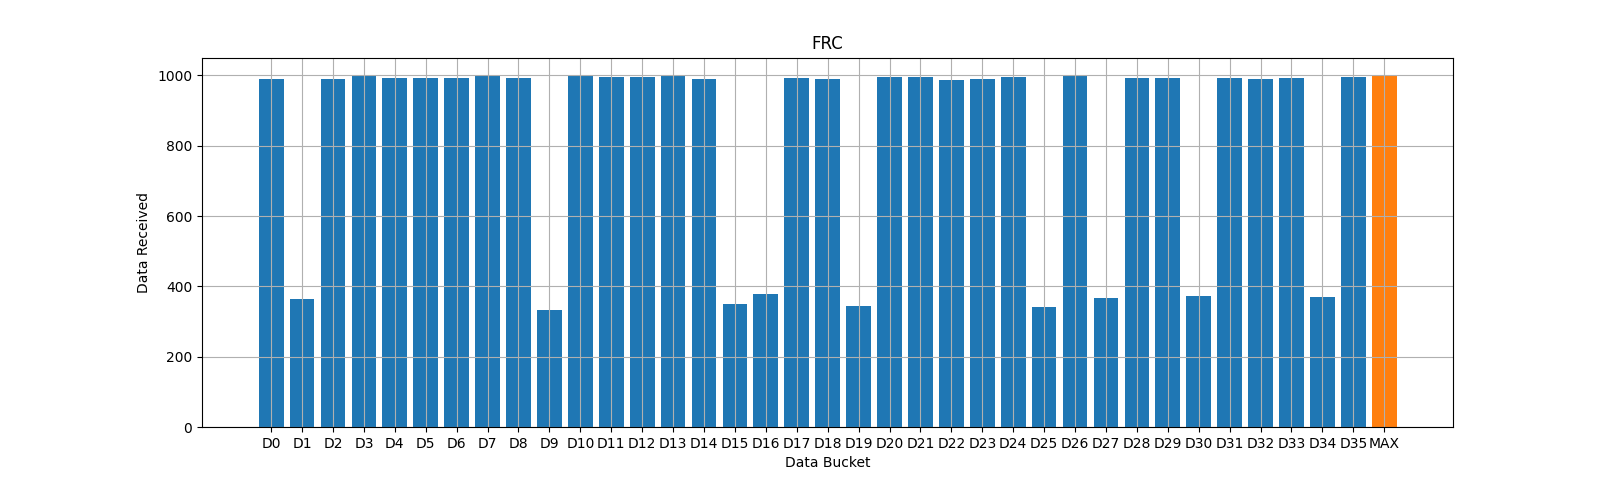 FRC
1000
800
600
400
200
0
Data Received
D0 D1 D2 D3 D4 D5 D6 D7 D8 D9 D10 D11 D12 D13 D14 D15 D16 D17 D18 D19 D20 D21 D22 D23 D24 D25 D26 D27 D28 D29 D30 D31 D32 D33 D34 D35 MAX
Data Bucket